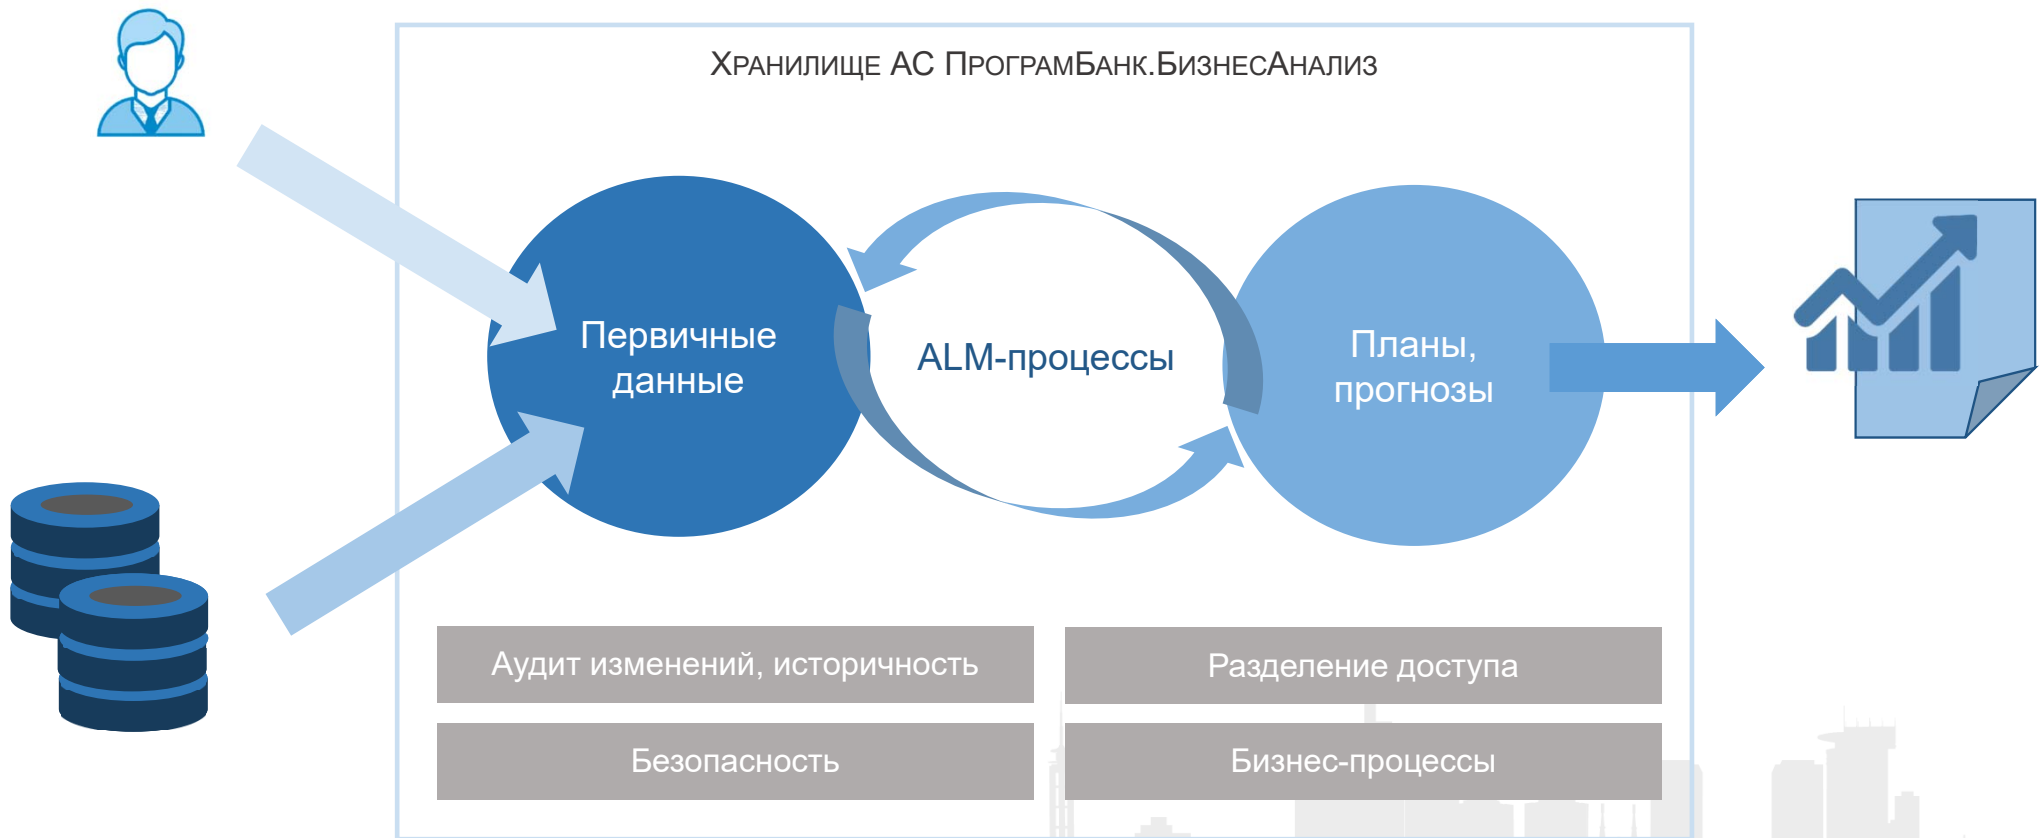 Хранилище АС ПрограмБанк.БизнесАнализ
Первичные
данные
ALM-процессы
Планы,
прогнозы
Аудит изменений, историчность
Разделение доступа
Безопасность
Бизнес-процессы